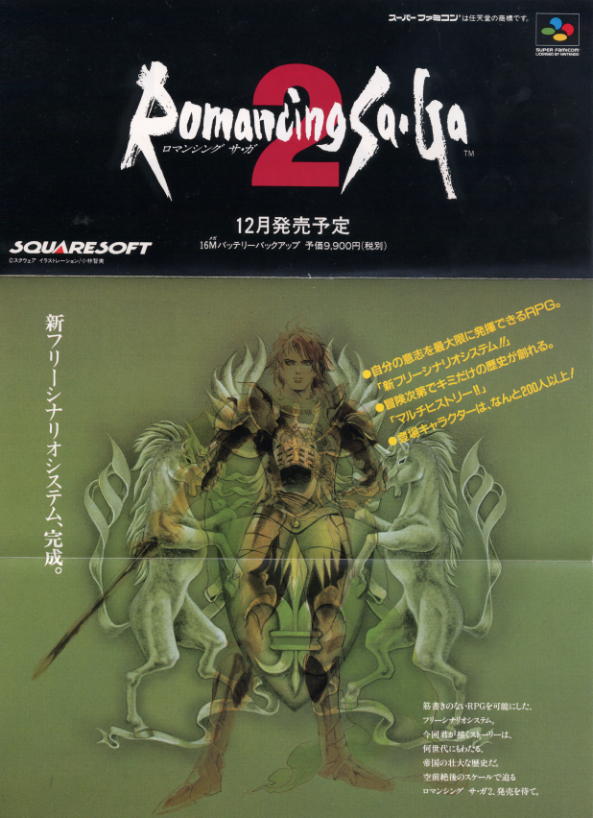 スーパーファミコン®は任天堂の商標です。
SUPER FAMICOM
LICENSED BY NINTENDO
Romancing Sa・Ga
2
TM
ロマンシング サ・ガ
12月発売予定
メガ
16Mバッテリーバックアップ 予価9,900円(税別)
SQUARESOFT
©スクウェア イラストレーション/小林智美
新フリーシナリオシステム、完成。
●自分の意志を最大限に発揮できるRPG。
「新フリーシナリオシステム!!」
●冒険次第でキミだけの歴史が創れる。
「マルチヒストリー!!」
●登場キャラクターは、なんと200人以上!
筋書きのないRPGを可能にした、
フリーシナリオシステム。
今回君が描くストーリーは、
何世代にもわたる、
帝国の壮大な歴史だ。
空前絶後のスケールで迫る
ロマンシング サ・ガ2、発売を待て。